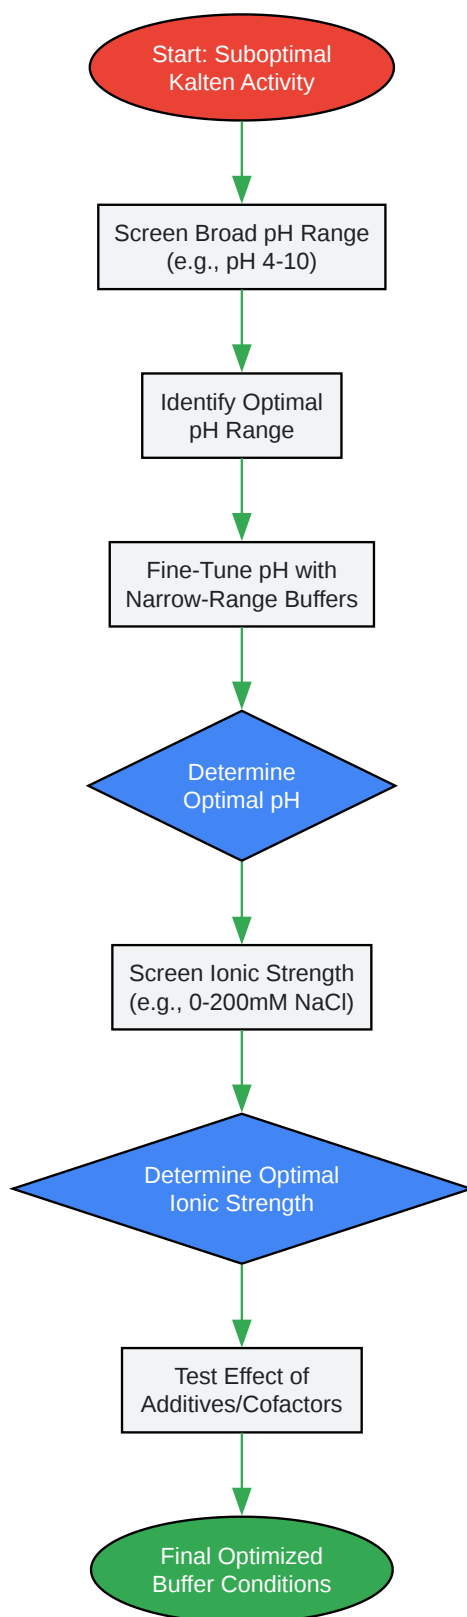 Start: Suboptimal
Kalten Activity
Screen Broad pH Range
(e.g., pH 4-10)
Identify Optimal
pH Range
Fine-Tune pH with
Narrow-Range Buffers
Determine
Optimal pH
Screen Ionic Strength
(e.g., 0-200mM NaCl)
Determine Optimal
Ionic Strength
Test Effect of
Additives/Cofactors
Final Optimized
Buffer Conditions